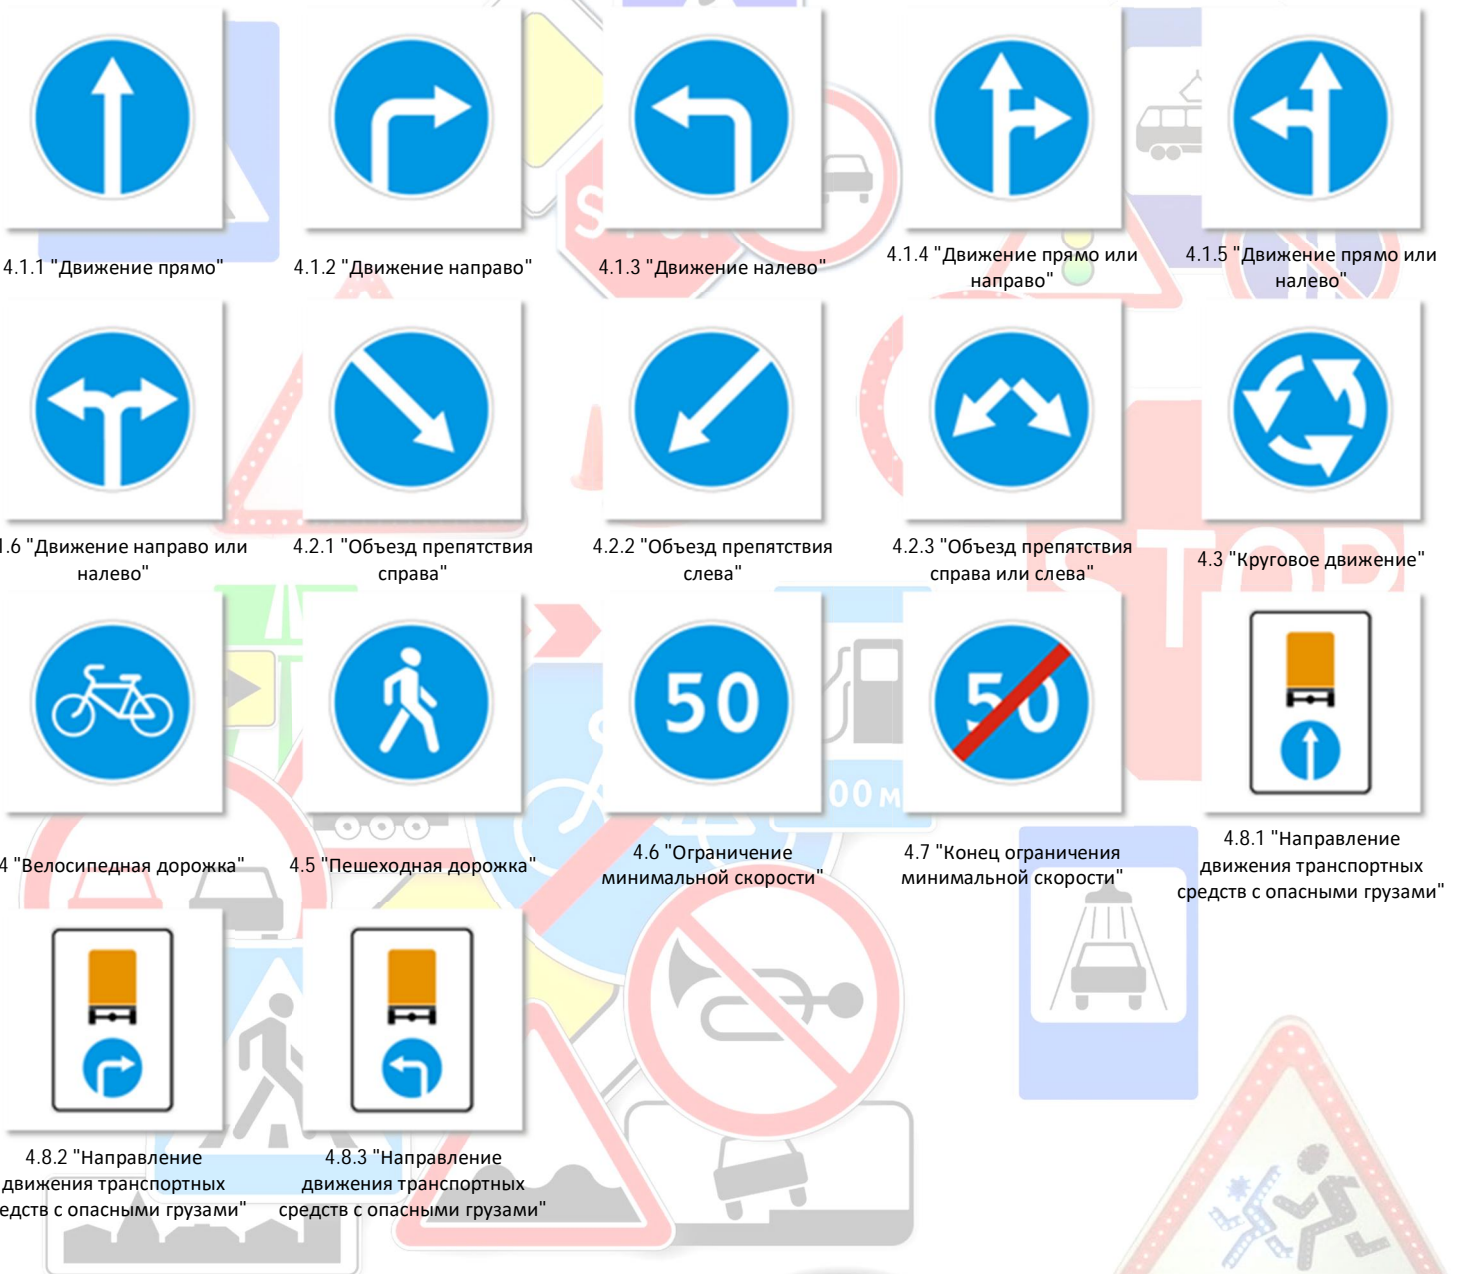 4.1.1 "Движение прямо"
4.1.2 "Движение направо"
4.1.3 "Движение налево"
4.1.4 "Движение прямо или
направо"
4.1.5 "Движение прямо или
налево"
1.6 "Движение направо или
налево"
4.2.1 "Объезд препятствия
справа"
4.2.2 "Объезд препятствия
слева"
4.2.3 "Объезд препятствия
справа или слева"
4.3 "Круговое движение"
STOP
STOP
50
50
00 м
4 "Велосипедная дорожка"
4.5 "Пешеходная дорожка"
4.6 "Ограничение
минимальной скорости"
4.7 "Конец ограничения
минимальной скорости"
4.8.1 "Направление
движения транспортных
средств с опасными грузами"
4.8.2 "Направление
движения транспортных
едств с опасными грузами"
4.8.3 "Направление
движения транспортных
средств с опасными грузами"